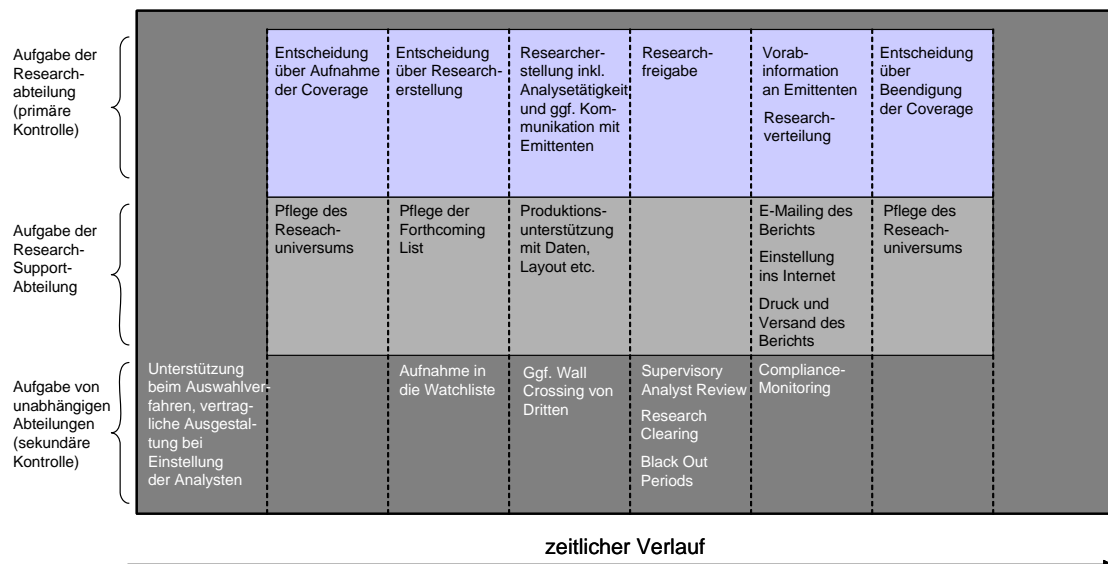 Aufgabe der
Research-
abteilung
(primäre
Kontrolle)
Entscheidung
über Aufnahme
der Coverage
Entscheidung
über Research-
erstellung
Researcher-
stellung inkl.
Analysetätigkeit
und ggf. Kom-
munikation mit
Emittenten
Research-
freigabe
Vorab-
information
an Emittenten
Research-
verteilung
Entscheidung
über
Beendigung
der Coverage
Aufgabe der
Research-
Support-
Abteilung
Pflege des
Reseach-
universums
Pflege der
Forthcoming
List
Produktions-
unterstützung
mit Daten,
Layout etc.
E-Mailing des
Berichts
Einstellung
ins Internet
Druck und
Versand des
Berichts
Pflege des
Reseach-
universums
Aufgabe von
unabhängigen
Abteilungen
(sekundäre
Kontrolle)
Unterstützung
beim Auswahlver-
fahren, vertrag-
liche Ausgestal-
tung bei
Einstellung
der Analysten
Aufnahme in
die Watchliste
Ggf. Wall
Crossing von
Dritten
Supervisory
Analyst Review
Research
Clearing
Black Out
Periods
Compliance-
Monitoring
zeitlicher Verlauf